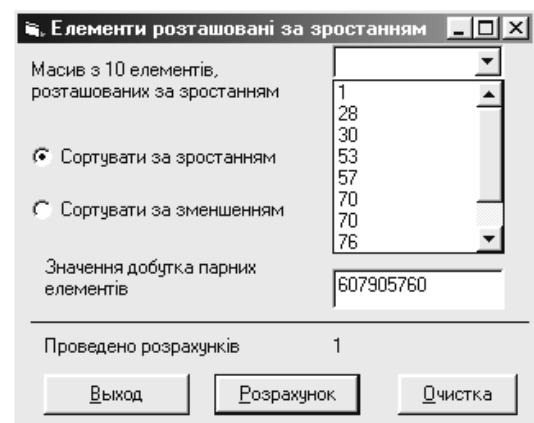 Елементи розташовані за зростанням
Масив з 10 елементів,
розташованих за зростанням
1
28
30
53
57
70
70
76
Сортувати за зростанням
Сортувати за зменшенням
Значення добутка парних
елементів
607905760
Проведено розрахунків 1
Выход Розрахунок Очистка